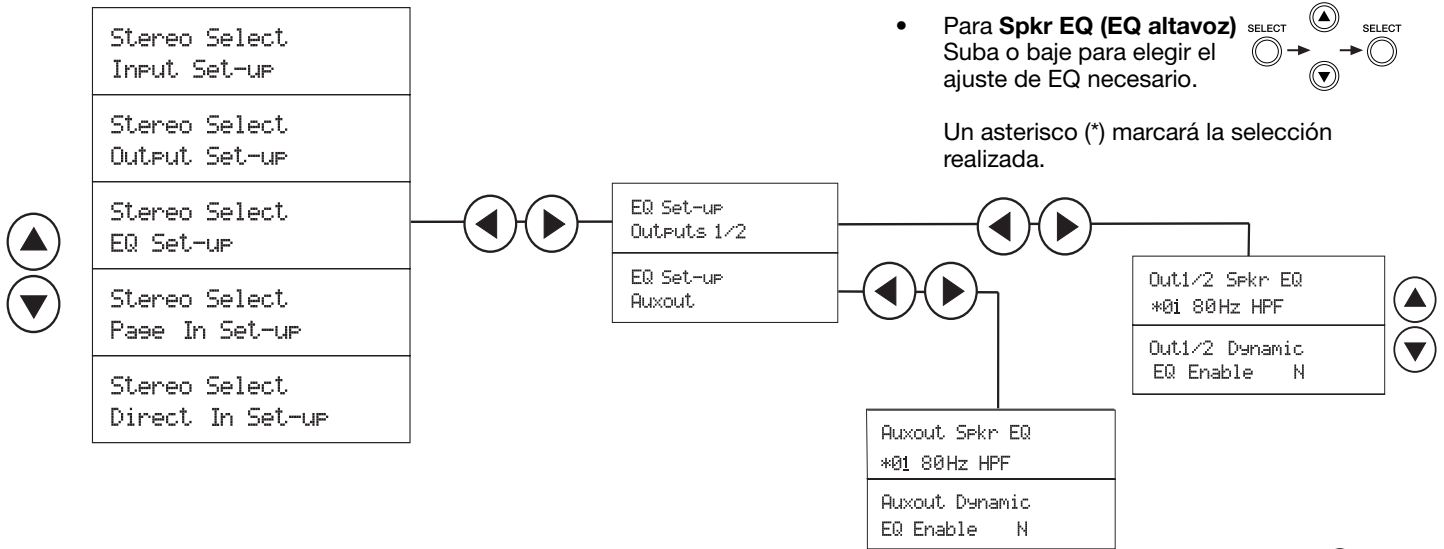 Stereo Select
Input Set-up
Stereo Select
Output Set-up
Stereo Select
EQ Set-up
Stereo Select
Page In Set-up
Stereo Select
Direct In Set-up
• Para Spkr EQ (EQ altavoz)
Suba o baje para elegir el
ajuste de EQ necesario.
SELECT
SELECT
Un asterisco (*) marcará la selección
realizada.
EQ Set-up
Outputs 1/2
EQ Set-up
Auxout
Out1/2 Spkr EQ
*01 80Hz HPF
Out1/2 Dynamic
EQ Enable N
Auxout Spkr EQ
*01 80Hz HPF
Auxout Dynamic
EQ Enable N